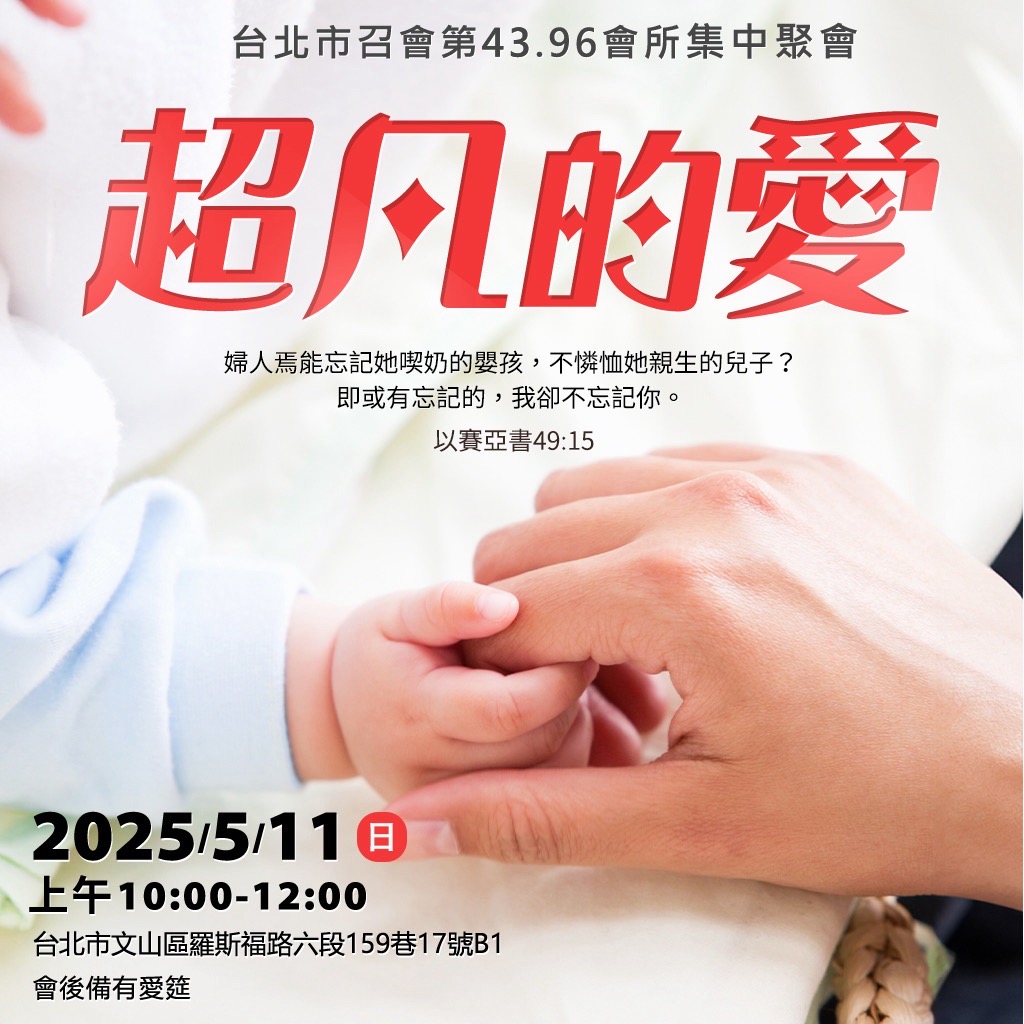 台北市召會第43.96會所集中聚會
超凡的愛
婦人焉能忘記她喫奶的嬰孩，不憐恤她親生的兒子？
即或有忘記的，我卻不忘記你。
以賽亞書49:15
2025/5/11 日
上午10:00-12:00
台北市文山區羅斯福路六段159巷17號B1
會後備有愛筵